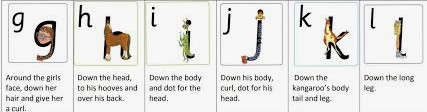 g
h
i
j
k
l
Around the girls
face, down her
hair and give her
a curl.
Down the head,
to his hooves and
over his back.
Down the body
and dot for the
head.
Down his body,
curl, dot for his
head.
Down the
kangaroo's body
tail and leg.
Down the long
leg.